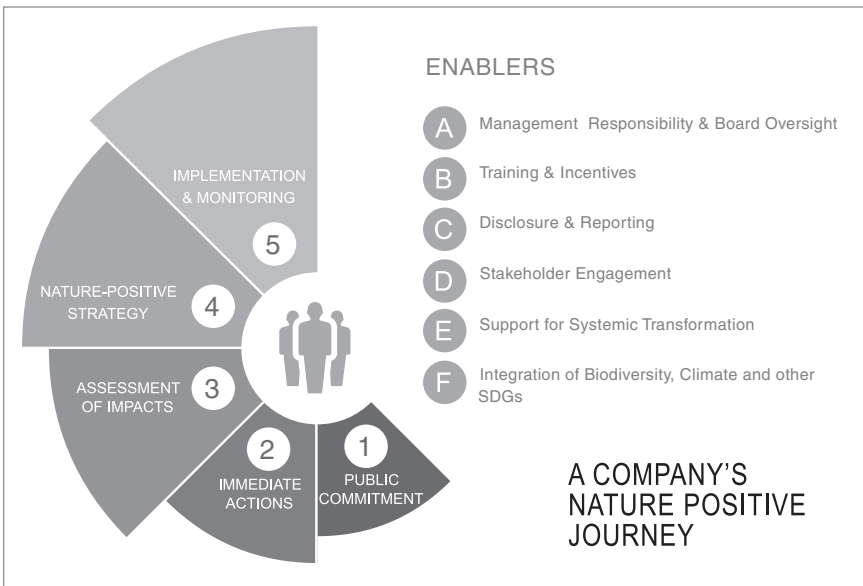 ENABLERS
A Management Responsibility & Board Oversight
B Training & Incentives
C Disclosure & Reporting
D Stakeholder Engagement
E Support for Systemic Transformation
F Integration of Biodiversity, Climate and other
SDGs
IMPLEMENTATION
& MONITORING
5
NATURE-POSITIVE
STRATEGY
4
ASSESSMENT
OF IMPACTS
3
2
IMMEDIATE
ACTIONS
1
PUBLIC
COMMITMENT
A COMPANY'S
NATURE POSITIVE
JOURNEY